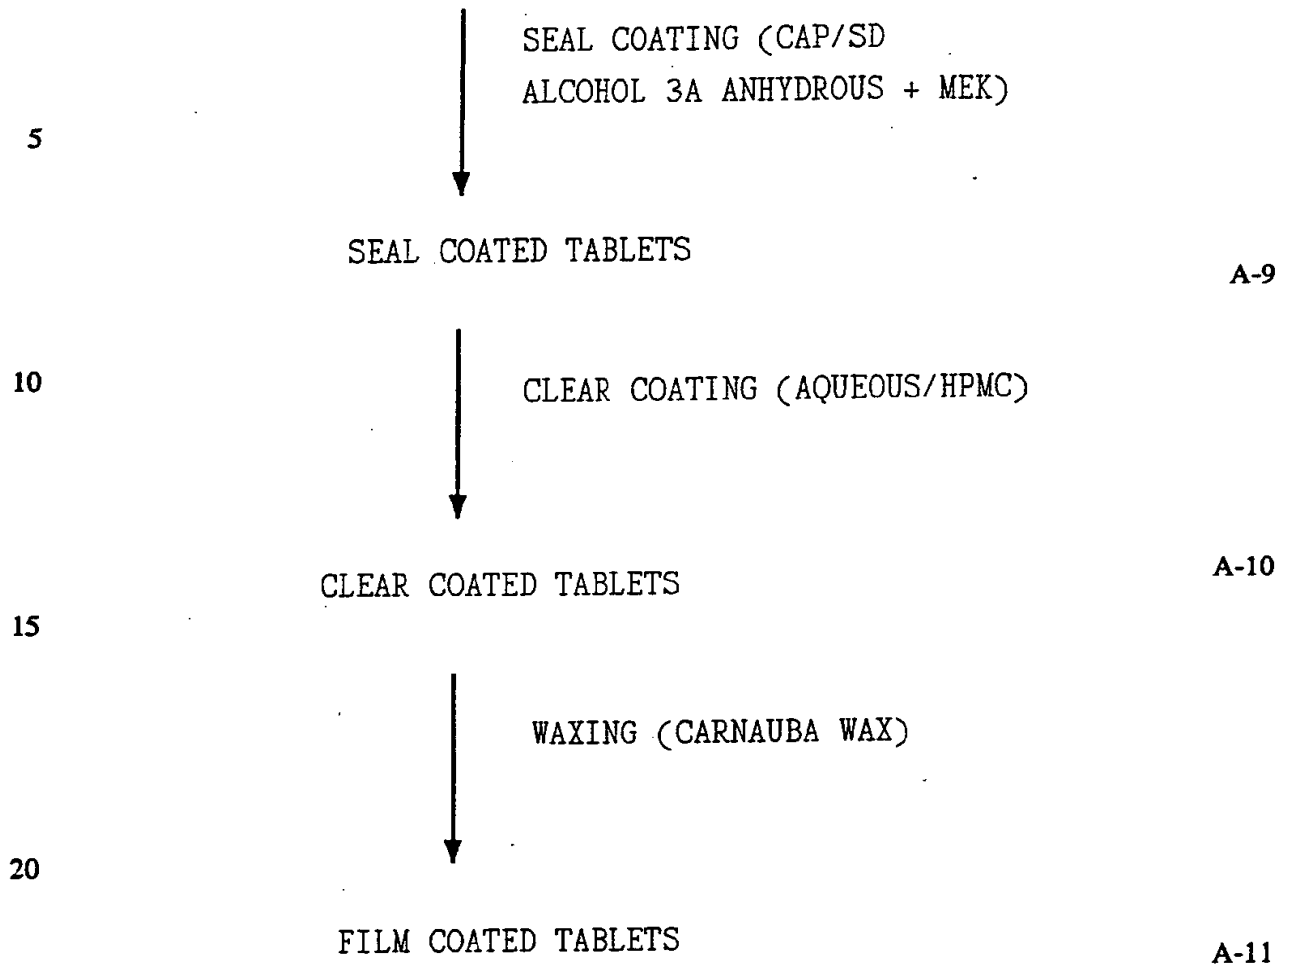 SEAL COATING (CAP/SD
ALCOHOL 3A ANHYDROUS + MEK)
5
SEAL COATED TABLETS
A-9
10
CLEAR COATING (AQUEOUS/HPMC)
CLEAR COATED TABLETS
A-10
15
WAXING (CARNAUBA WAX)
20
FILM COATED TABLETS
A-11